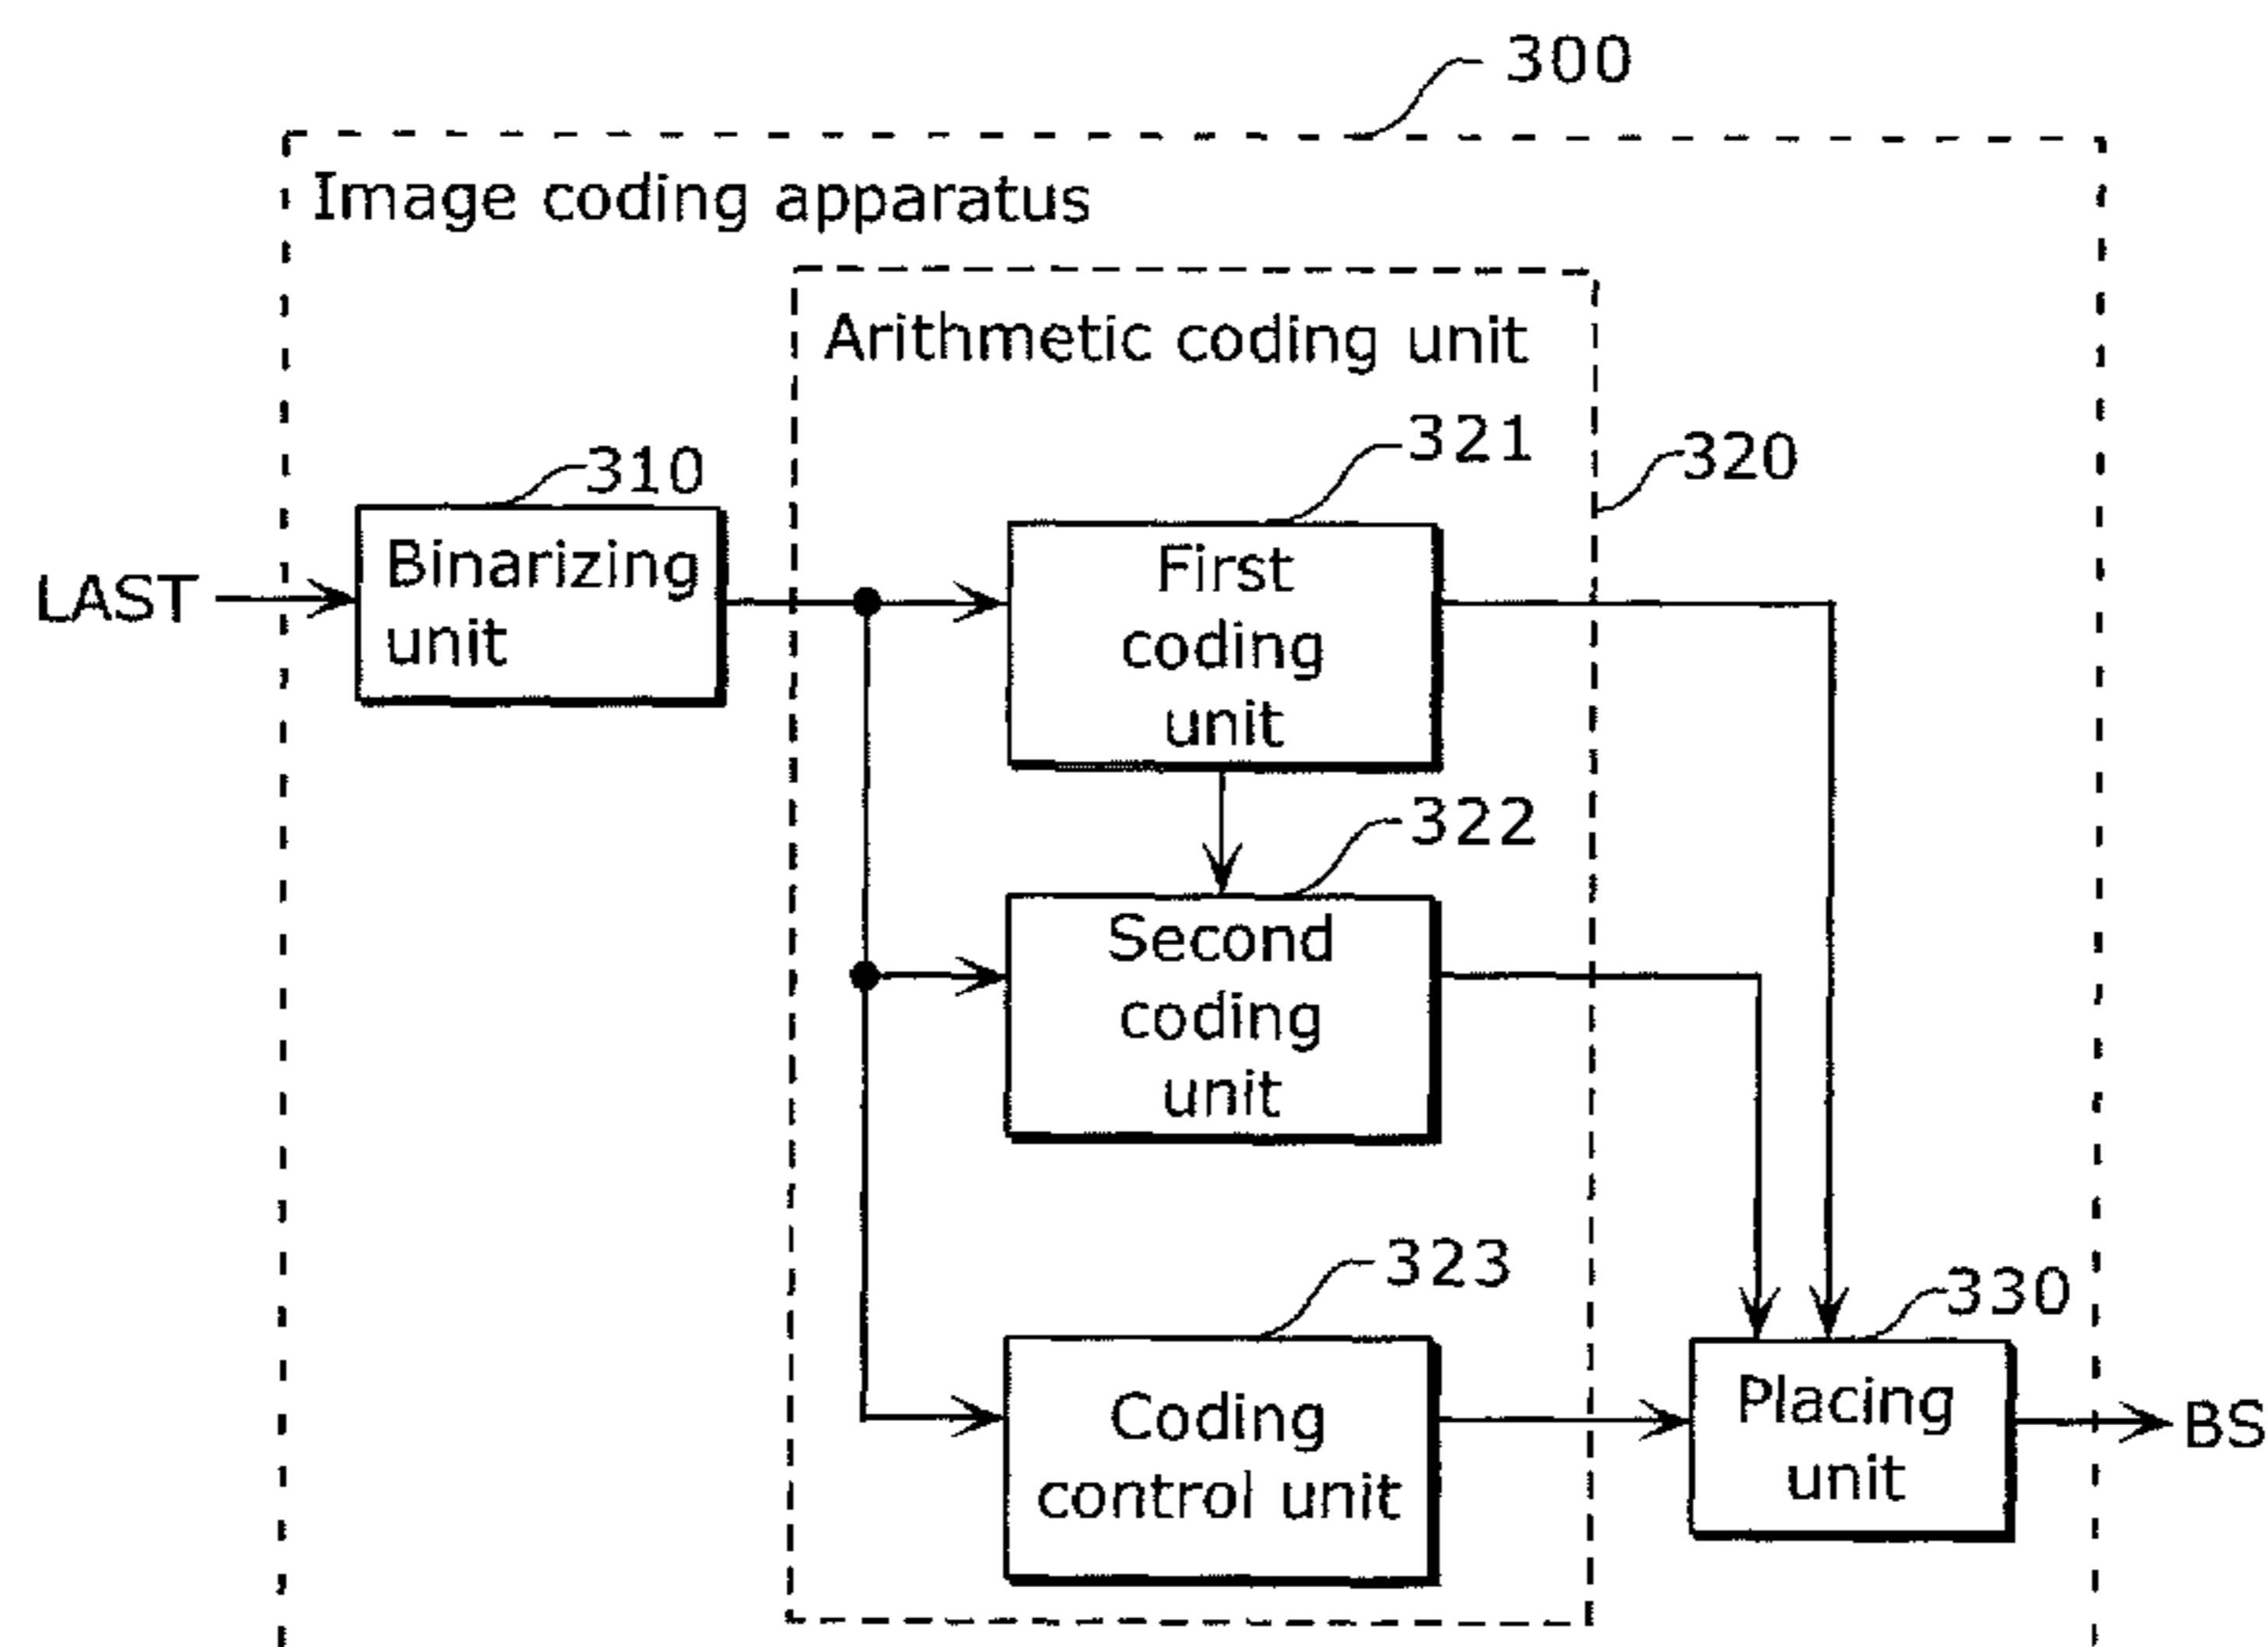 300
Image coding apparatus
Arithmetic coding unit
321
320
310
Binarizing
unit
First
coding
unit
LAST
322
Second
coding
unit
323
330
Coding
control unit
Placing
unit
BS